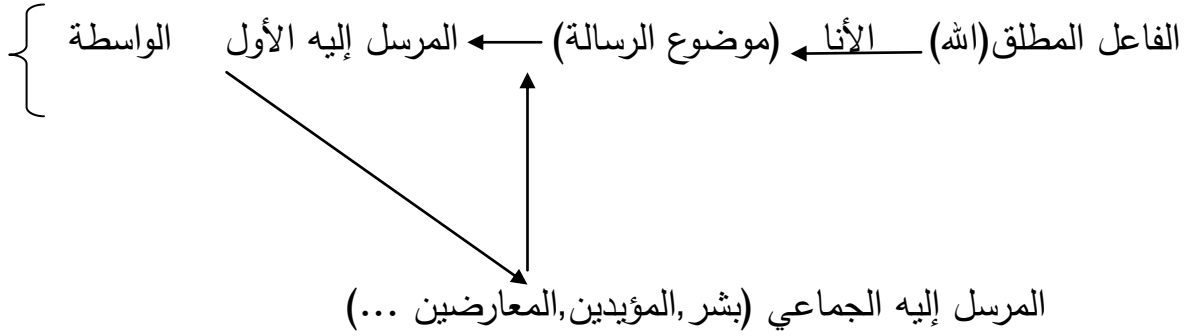 الفاعل المطلق(الله) الأنا (موضوع الرسالة) المرسل إليه الأول الواسطة
المرسل إليه الجماعي (بشر,المؤيدين,المعارضين ...)